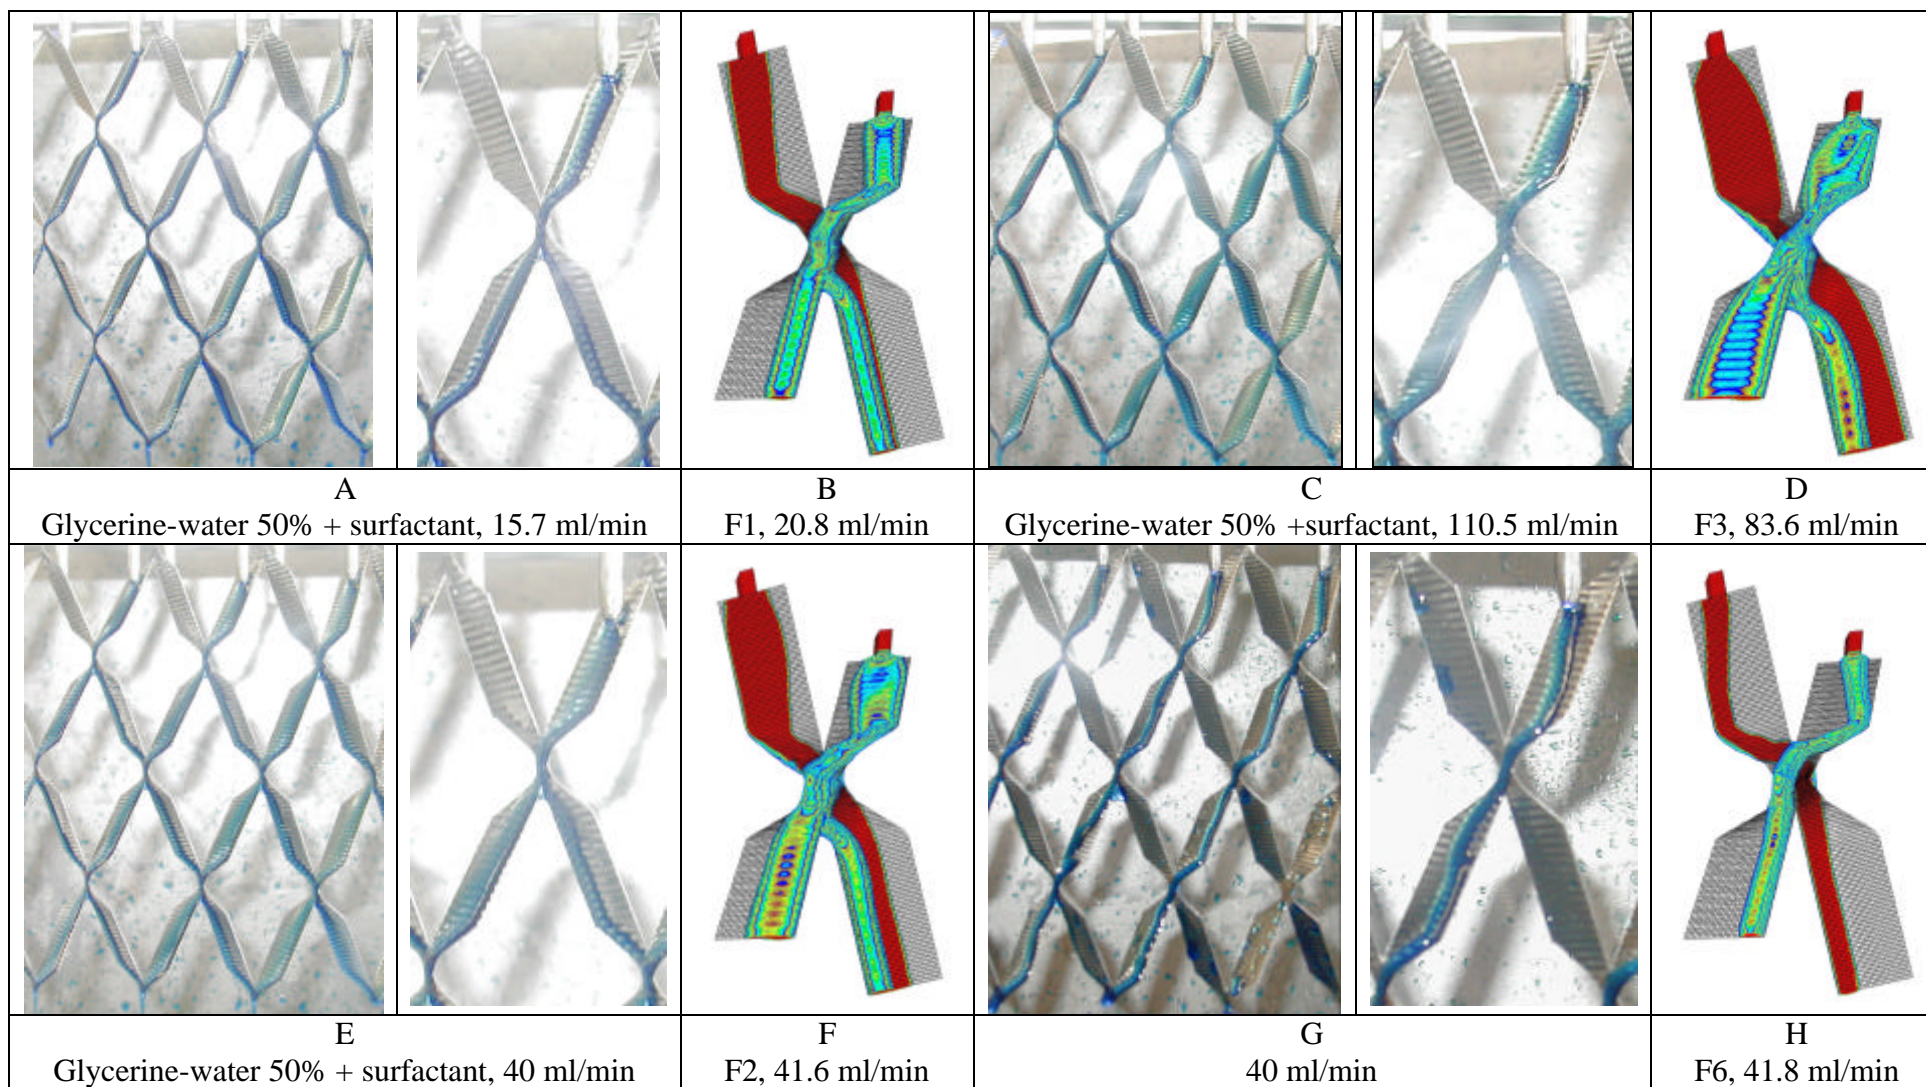 A
Glycerine-water 50% + surfactant, 15.7 ml/min
B
F1, 20.8 ml/min
C
Glycerine-water 50% +surfactant, 110.5 ml/min
D
F3, 83.6 ml/min
E
Glycerine-water 50% + surfactant, 40 ml/min
F
F2, 41.6 ml/min
G
40 ml/min
H
F6, 41.8 ml/min